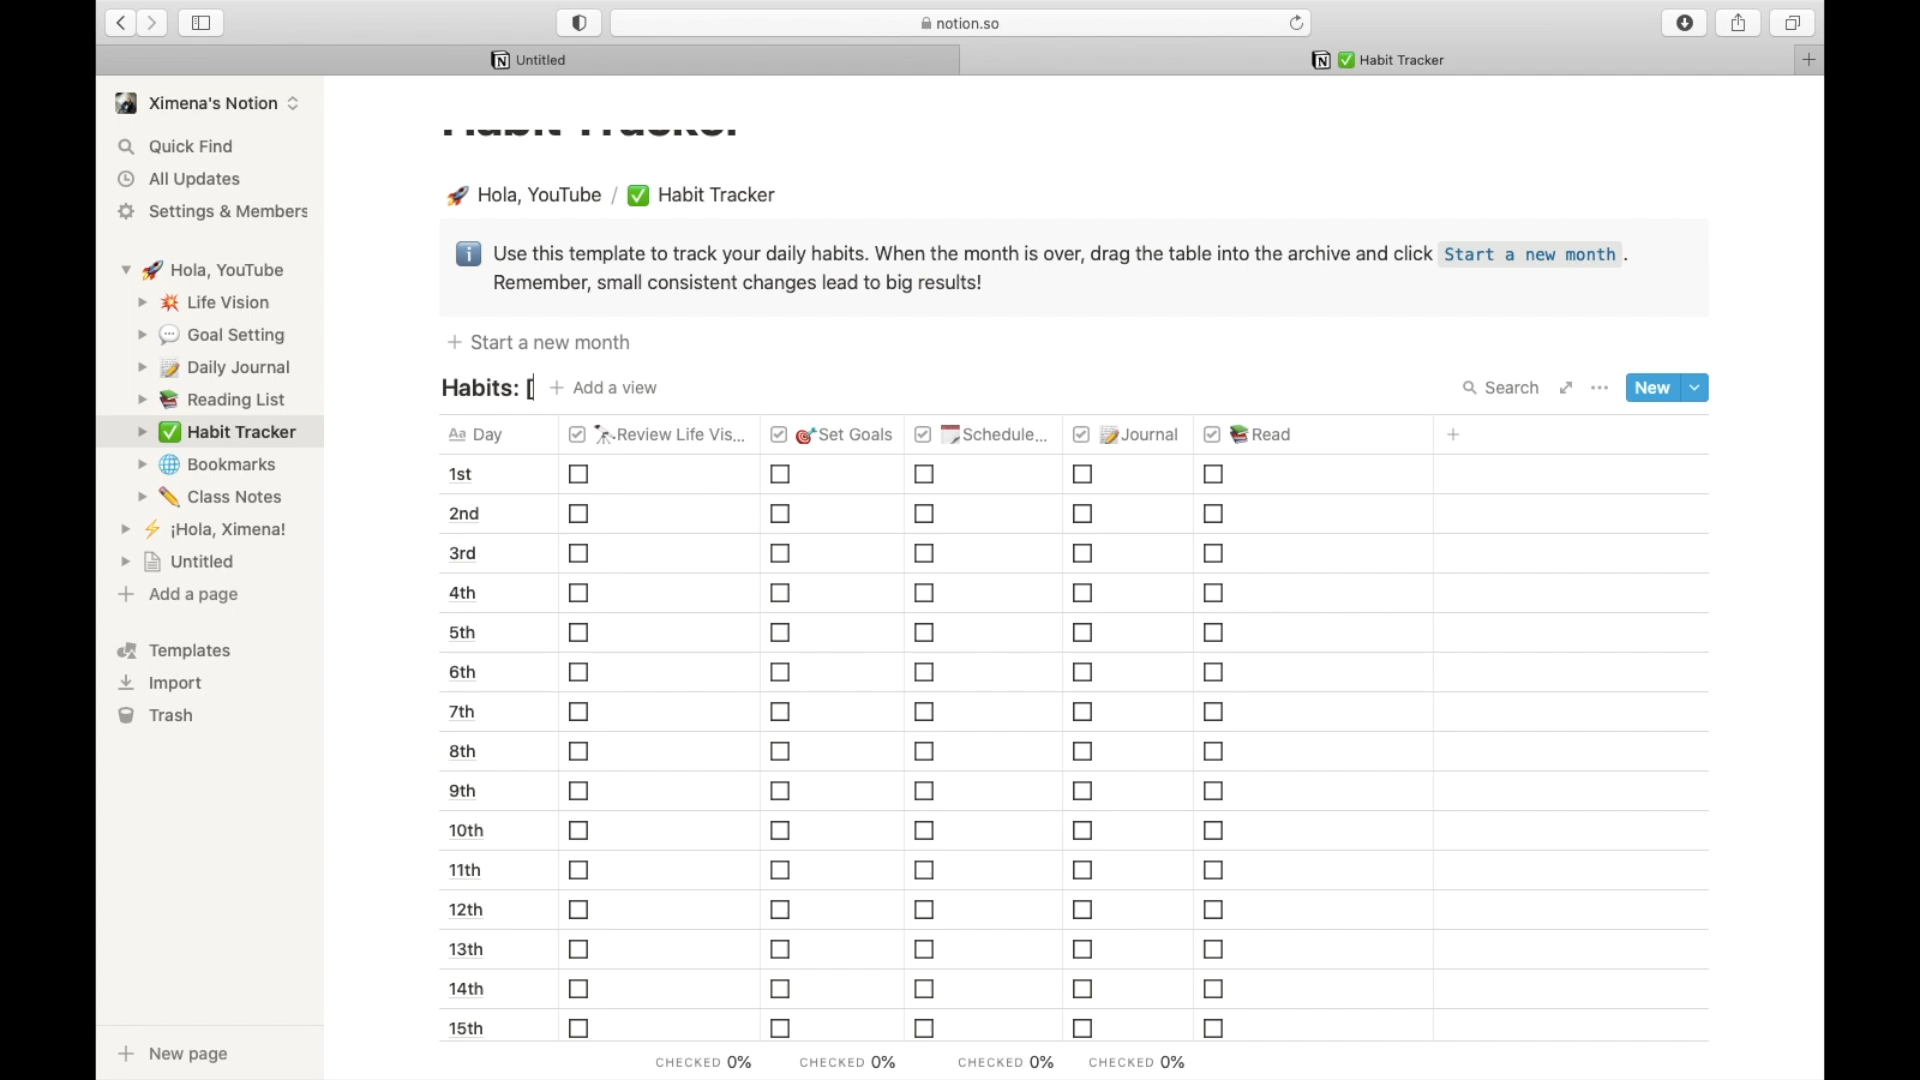 notion.so
Untitled
Habit Tracker
Ximena's Notion
Quick Find
All Updates
Settings & Members
Hola, YouTube
Life Vision
Goal Setting
Daily Journal
Reading List
Habit Tracker
Bookmarks
Class Notes
¡Hola, Ximena!
Untitled
Add a page
Templates
Import
Trash
New page
Habit Tracker
Hola, YouTube / Habit Tracker
Use this template to track your daily habits. When the month is over, drag the table into the archive and click Start a new month.
Remember, small consistent changes lead to big results!
Start a new month
Habits: [ Add a view Search New
Aa Day Review Life Vis... Set Goals Schedule... Journal Read
1st
2nd
3rd
4th
5th
6th
7th
8th
9th
10th
11th
12th
13th
14th
15th
CHECKED 0% CHECKED 0% CHECKED 0% CHECKED 0%